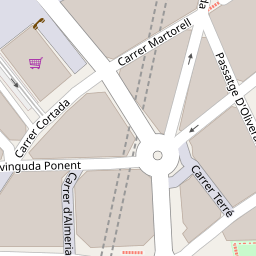 Carrer Martorell
Passatge D'Olivera
Carrer Cortada
vinguda Ponent
Carrer d'Almeria
Carrer Terré